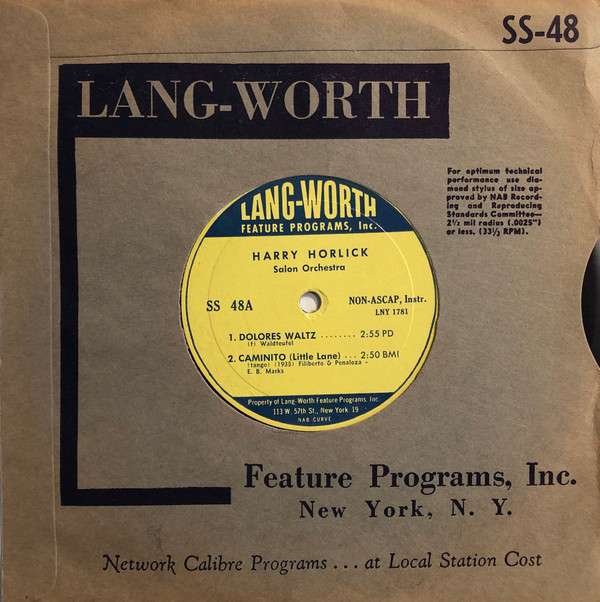 SS-48
LANG-WORTH
For optimum technical
performance use dia-
mond stylus of size ap-
proved by NAB Record-
ing and Reproducing
Standards Committee—
2½ mil radius (.0025")
or less. (33⅓ RPM).
LANG-WORTH
FEATURE PROGRAMS, Inc.
HARRY HORLICK
Salon Orchestra
SS 48A
NON-ASCAP, Instr.
LNY 1781
1. DOLORES WALTZ ........ 2:55 PD
(f) Waldteufel
2. CAMINITO (Little Lane) ... 2:50 BMI
(tango) (1935) Filiberto & Penaloza -
E. B. Marks
Property of Lang-Worth Feature Programs, Inc.
113 W. 57th St., New York 19
NAB CURVE
Feature Programs, Inc.
New York, N. Y.
Network Calibre Programs ... at Local Station Cost